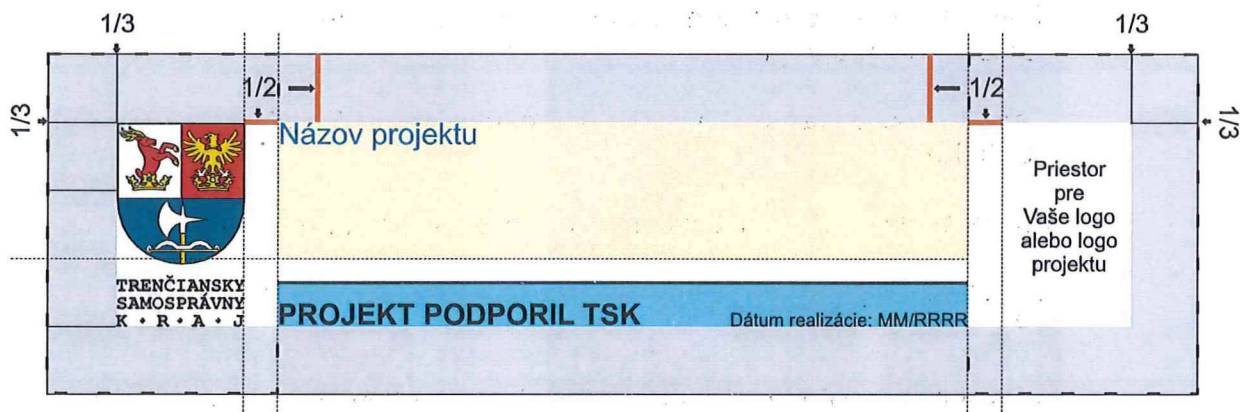 1/3
1/3
1/2
1/2
1/3
1/3
Názov projektu
Priestor
pre
Vaše logo
alebo logo
projektu
TRENČIANSKY
SAMOSPRÁVNY
K · R · A · J
PROJEKT PODPORIL TSK
Dátum realizácie: MM/RRRR